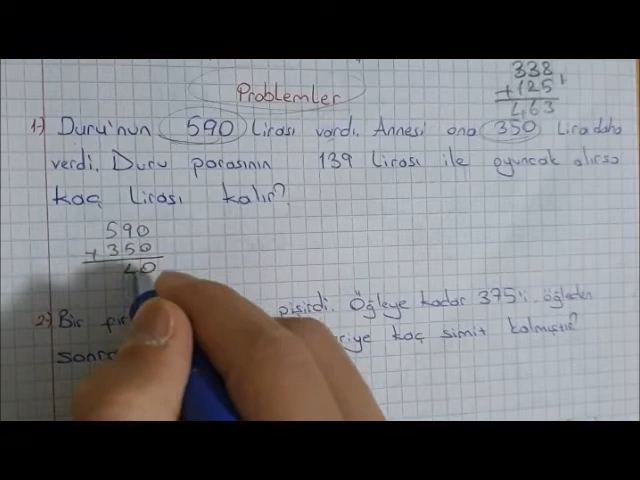 338
+125
463
Problemler
1-) Duru'nun 590 Lirası vardı. Annesi ona 350 Lira daha
verdi. Duru parasının 139 lirası ile oyuncak alırsa
kaç lirası kalır?
590
+ 350
40
2-) Bir pişirdi. Öğleye kadar 375'i öğleden
sonra kaç simit kalmıştır?